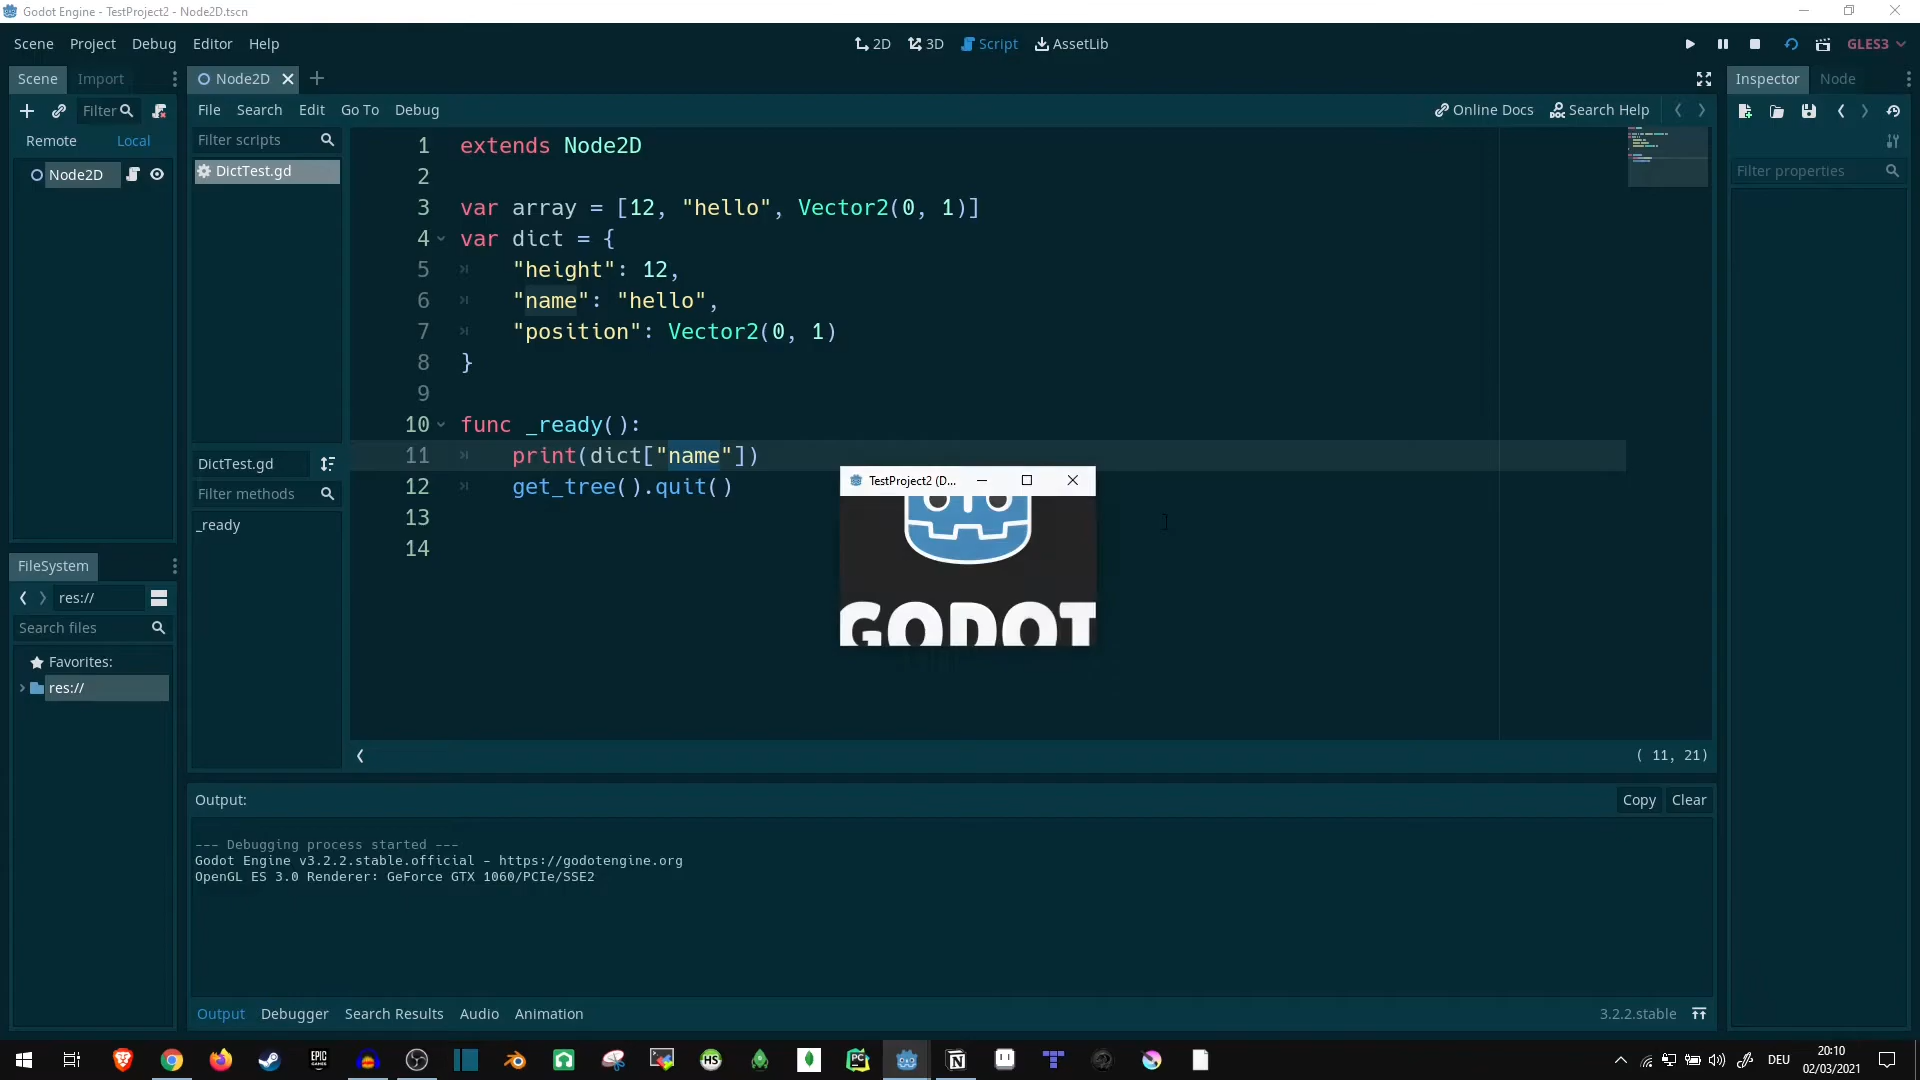 Godot Engine - TestProject2 - Node2D.tscn
Scene Project Debug Editor Help
2D 3D Script AssetLib
GLES3
Scene Import
Node2D
Inspector Node
File Search Edit Go To Debug
Online Docs Search Help
Filter
Remote Local
Node2D
Filter scripts
DictTest.gd
DictTest.gd
Filter methods
_ready
1 extends Node2D
2
3 var array = [12, "hello", Vector2(0, 1)]
4 var dict = {
5 "height": 12,
6 "name": "hello",
7 "position": Vector2(0, 1)
8 }
9
10 func _ready():
11 print(dict["name"])
12 get_tree().quit()
13
14
TestProject2 (D...
GODOT
( 11, 21)
Filter properties
FileSystem
res://
Search files
Favorites:
res://
Output:
Copy Clear
--- Debugging process started ---
Godot Engine v3.2.2.stable.official - https://godotengine.org
OpenGL ES 3.0 Renderer: GeForce GTX 1060/PCIe/SSE2
Output Debugger Search Results Audio Animation
3.2.2.stable
EPIC
GAMES
HS
PC
DEU
20:10
02/03/2021